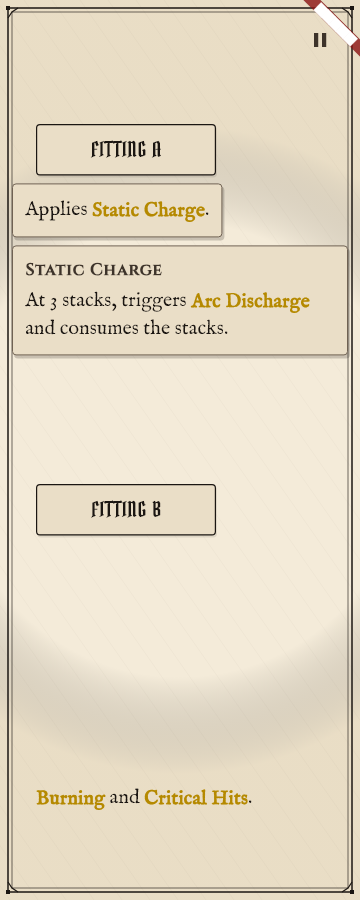 FITTING A
Applies Static Charge.
Static Charge
At 3 stacks, triggers Arc Discharge
and consumes the stacks.
FITTING B
Burning and Critical Hits.